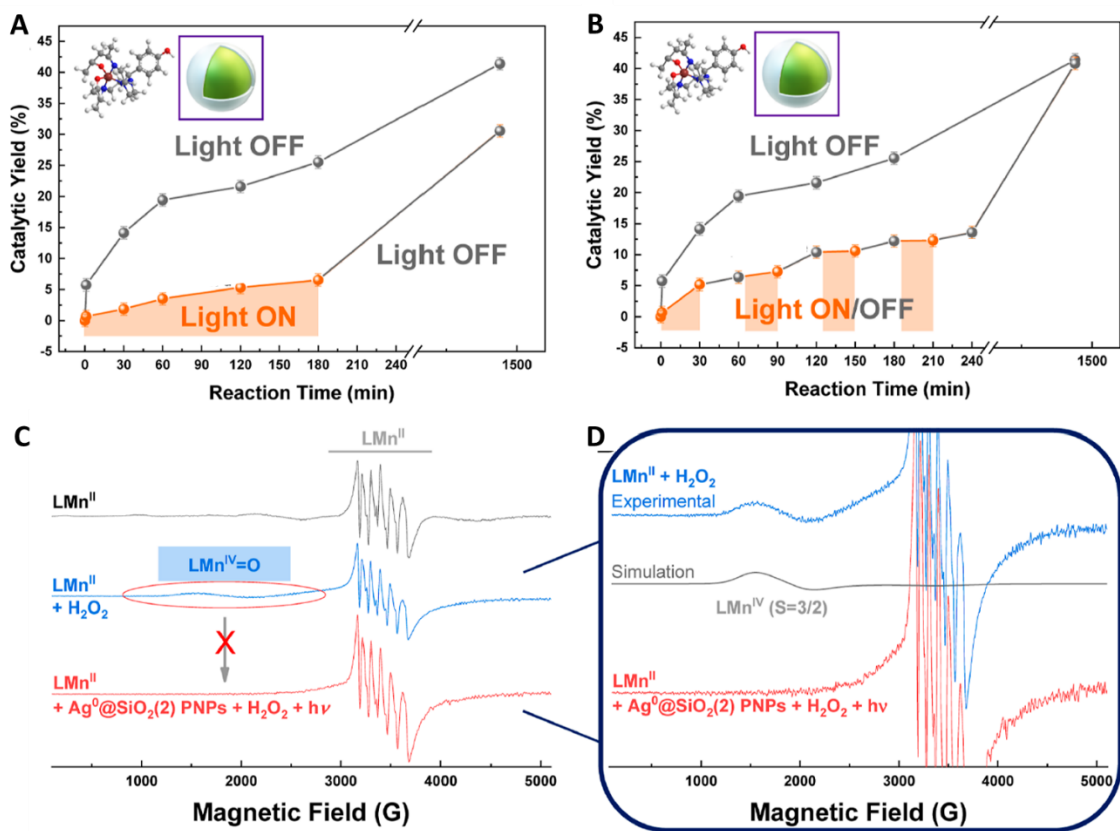 A
Catalytic Yield (%)
45
40
35
30
25
20
15
10
5
0
-5
Light OFF
Light OFF
Light ON
0 30 60 90 120 150 180 210 240 1500
Reaction Time (min)
B
Catalytic Yield (%)
45
40
35
30
25
20
15
10
5
0
-5
Light OFF
Light ON/OFF
0 30 60 90 120 150 180 210 240 1500
Reaction Time (min)
C
LMnᴵᴵ
LMnᴵᴵ
LMnᴵⱽ=O
LMnᴵᴵ
+ H₂O₂
X
LMnᴵᴵ
+ Ag⁰@SiO₂(2) PNPs + H₂O₂ + hν
1000 2000 3000 4000 5000
Magnetic Field (G)
D
LMnᴵᴵ + H₂O₂
Experimental
Simulation
LMnᴵⱽ (S=3/2)
LMnᴵᴵ
+ Ag⁰@SiO₂(2) PNPs + H₂O₂ + hν
1000 2000 3000 4000 5000
Magnetic Field (G)